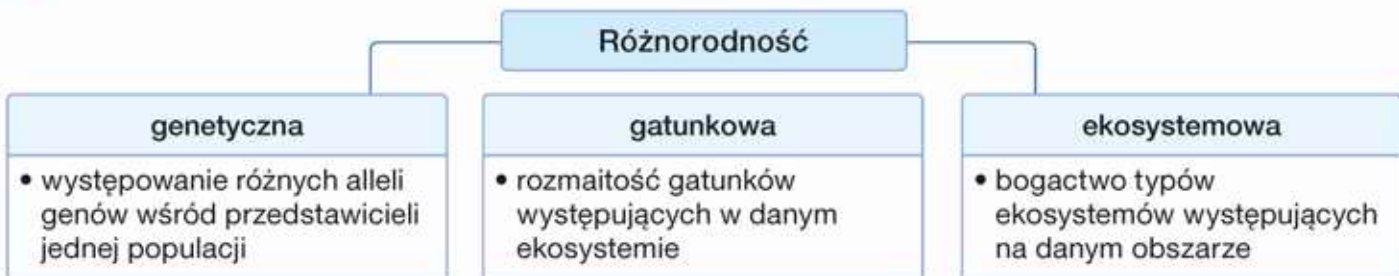 Różnorodność
genetyczna
• występowanie różnych alleli
genów wśród przedstawicieli
jednej populacji
gatunkowa
• rozmaitość gatunków
występujących w danym
ekosystemie
ekosystemowa
• bogactwo typów
ekosystemów występujących
na danym obszarze